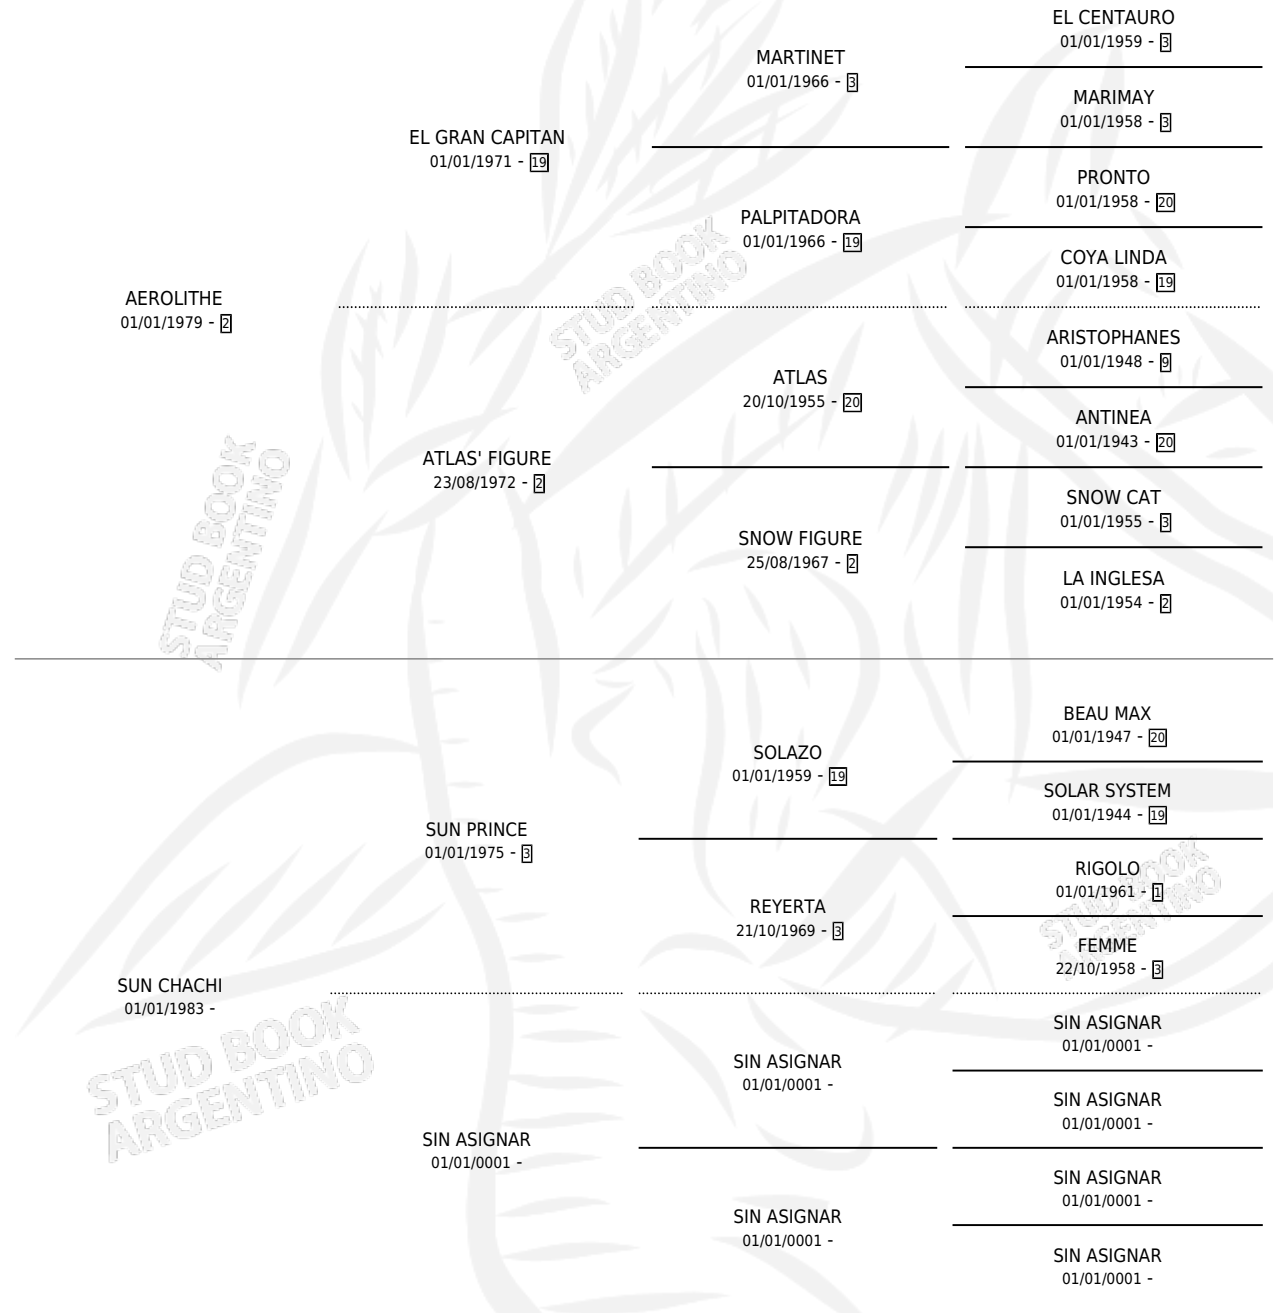 EL CENTAURO
01/01/1959 - 3
MARTINET
01/01/1966 - 3
MARIMAY
01/01/1958 - 3
EL GRAN CAPITAN
01/01/1971 - 19
PRONTO
01/01/1958 - 20
PALPITADORA
01/01/1966 - 19
COYA LINDA
01/01/1958 - 19
AEROLITHE
01/01/1979 - 2
ARISTOPHANES
01/01/1948 - 9
ATLAS
20/10/1955 - 20
ANTINEA
01/01/1943 - 20
ATLAS' FIGURE
23/08/1972 - 2
SNOW CAT
01/01/1955 - 3
SNOW FIGURE
25/08/1967 - 2
LA INGLESA
01/01/1954 - 2
BEAU MAX
01/01/1947 - 20
SOLAZO
01/01/1959 - 19
SOLAR SYSTEM
01/01/1944 - 19
SUN PRINCE
01/01/1975 - 3
RIGOLO
01/01/1961 - 1
REYERTA
21/10/1969 - 3
FEMME
22/10/1958 - 3
SUN CHACHI
01/01/1983 -
SIN ASIGNAR
01/01/0001 -
SIN ASIGNAR
01/01/0001 -
SIN ASIGNAR
01/01/0001 -
SIN ASIGNAR
01/01/0001 -
SIN ASIGNAR
01/01/0001 -
SIN ASIGNAR
01/01/0001 -
SIN ASIGNAR
01/01/0001 -
STUD BOOK
ARGENTINO
STUD BOOK
ARGENTINO
STUD BOOK
ARGENTINO
STUD BOOK
ARGENTINO